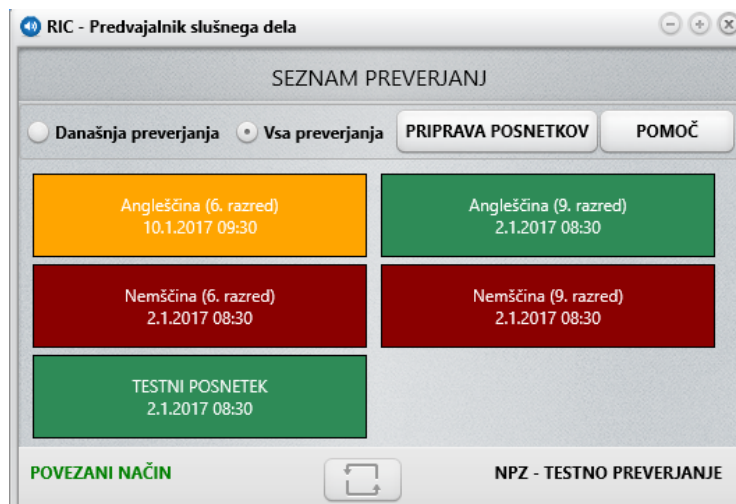 RIC - Predvajalnik slušnega dela
SEZNAM PREVERJANJ
Današnja preverjanja Vsa preverjanja PRIPRAVA POSNETKOV POMOČ
Angleščina (6. razred)
10.1.2017 09:30
Angleščina (9. razred)
2.1.2017 08:30
Nemščina (6. razred)
2.1.2017 08:30
Nemščina (9. razred)
2.1.2017 08:30
TESTNI POSNETEK
2.1.2017 08:30
POVEZANI NAČIN NPZ - TESTNO PREVERJANJE